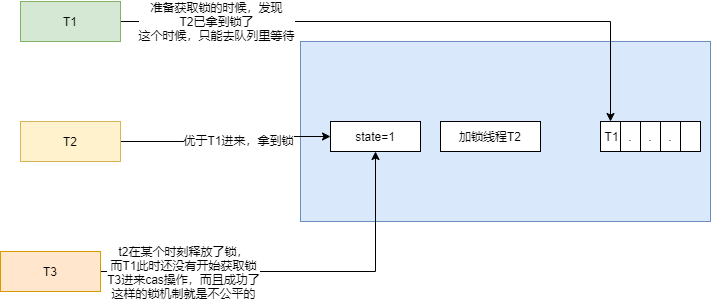 T1
准备获取锁的时候，发现
T2已拿到锁了
这个时候，只能去队列里等待
T2
优于T1进来，拿到锁
state=1
加锁线程T2
T1 . . .
T3
t2在某个时刻释放了锁，
而T1此时还没有开始获取锁
T3进来cas操作，而且成功了
这样的锁机制就是不公平的